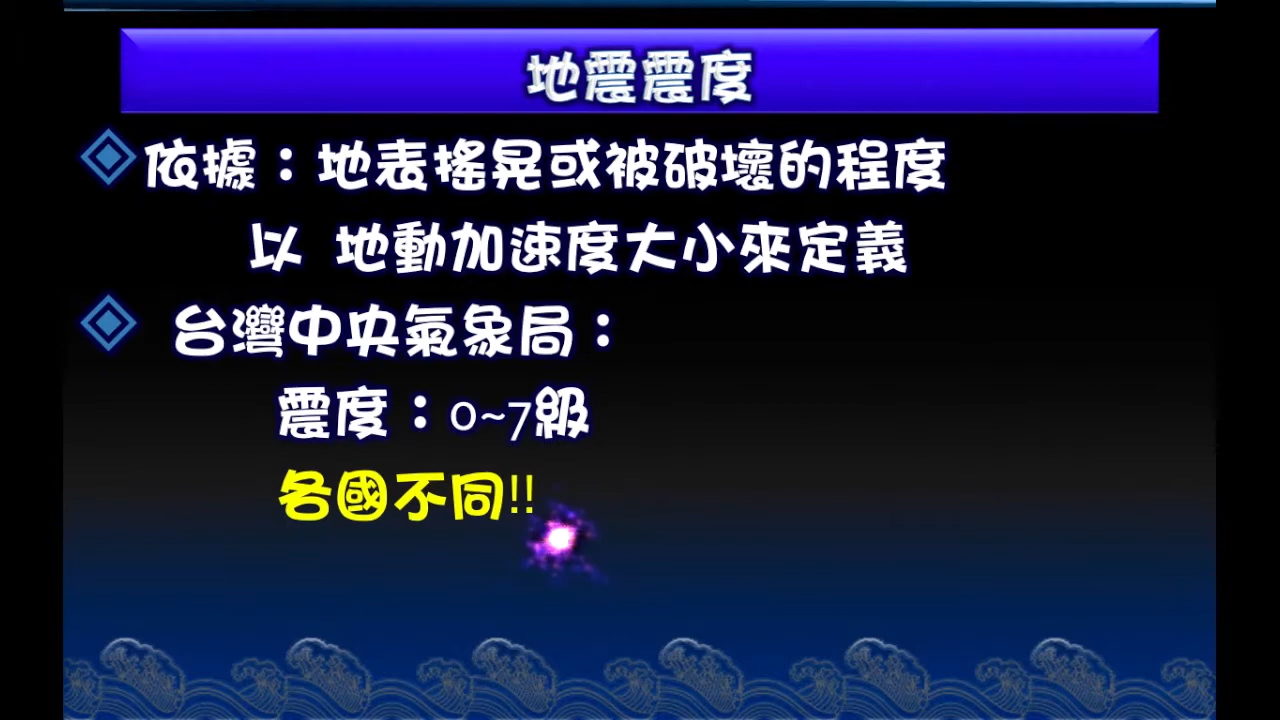 地震震度
依據：地表搖晃或被破壞的程度
以 地動加速度大小來定義
台灣中央氣象局：
震度：0~7級
各國不同!!